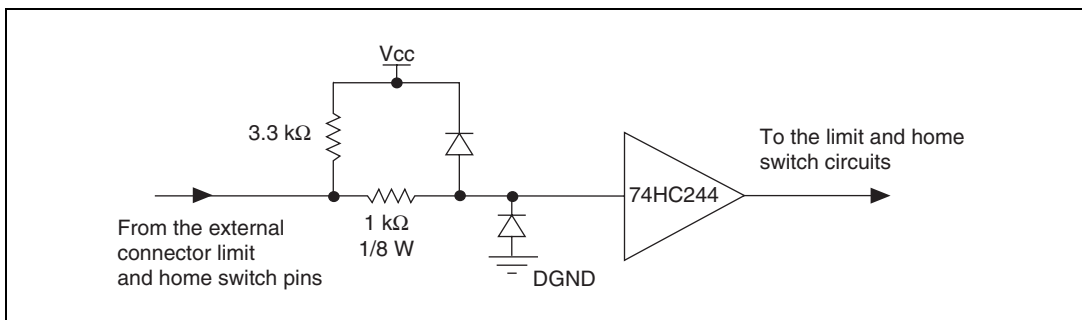 Vcc
3.3 kΩ
To the limit and home
switch circuits
74HC244
From the external
connector limit
and home switch pins
1 kΩ
1/8 W
DGND